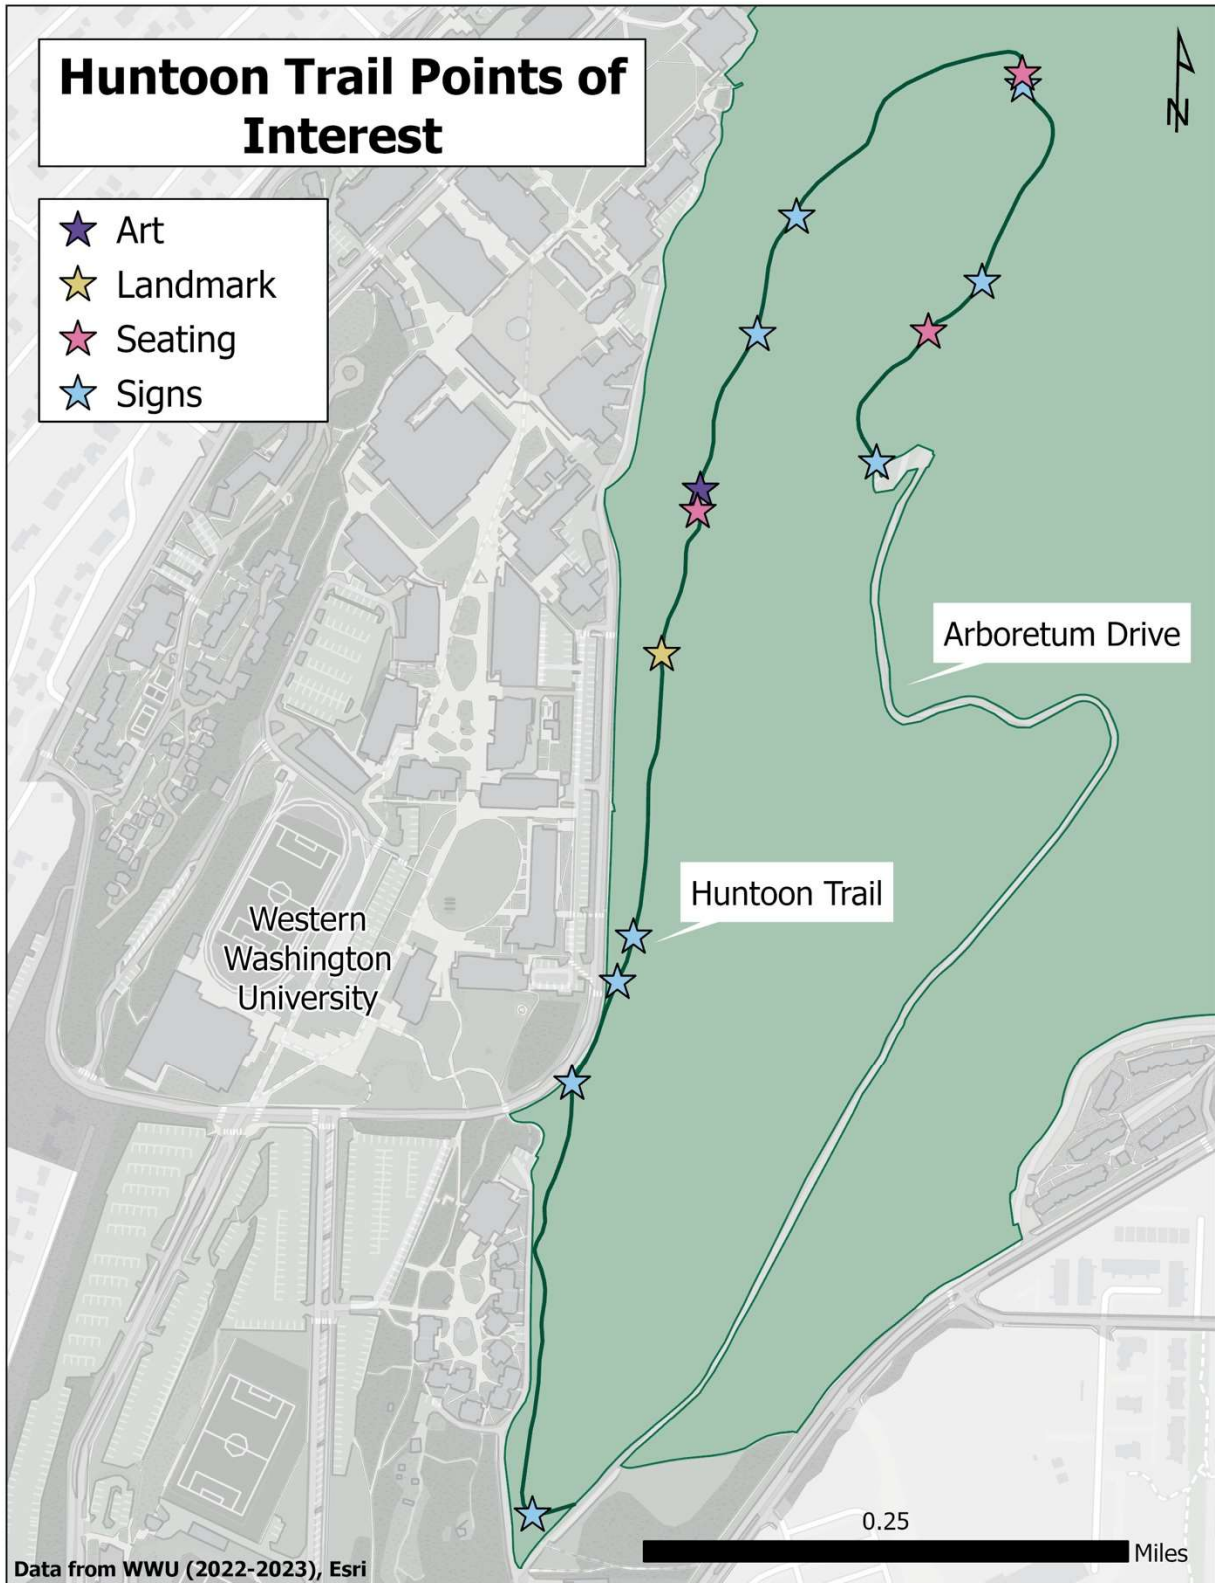 Huntoon Trail Points of
Interest
N
Art
Landmark
Seating
Signs
Arboretum Drive
Huntoon Trail
Western
Washington
University
0.25
Miles
Data from WWU (2022-2023), Esri